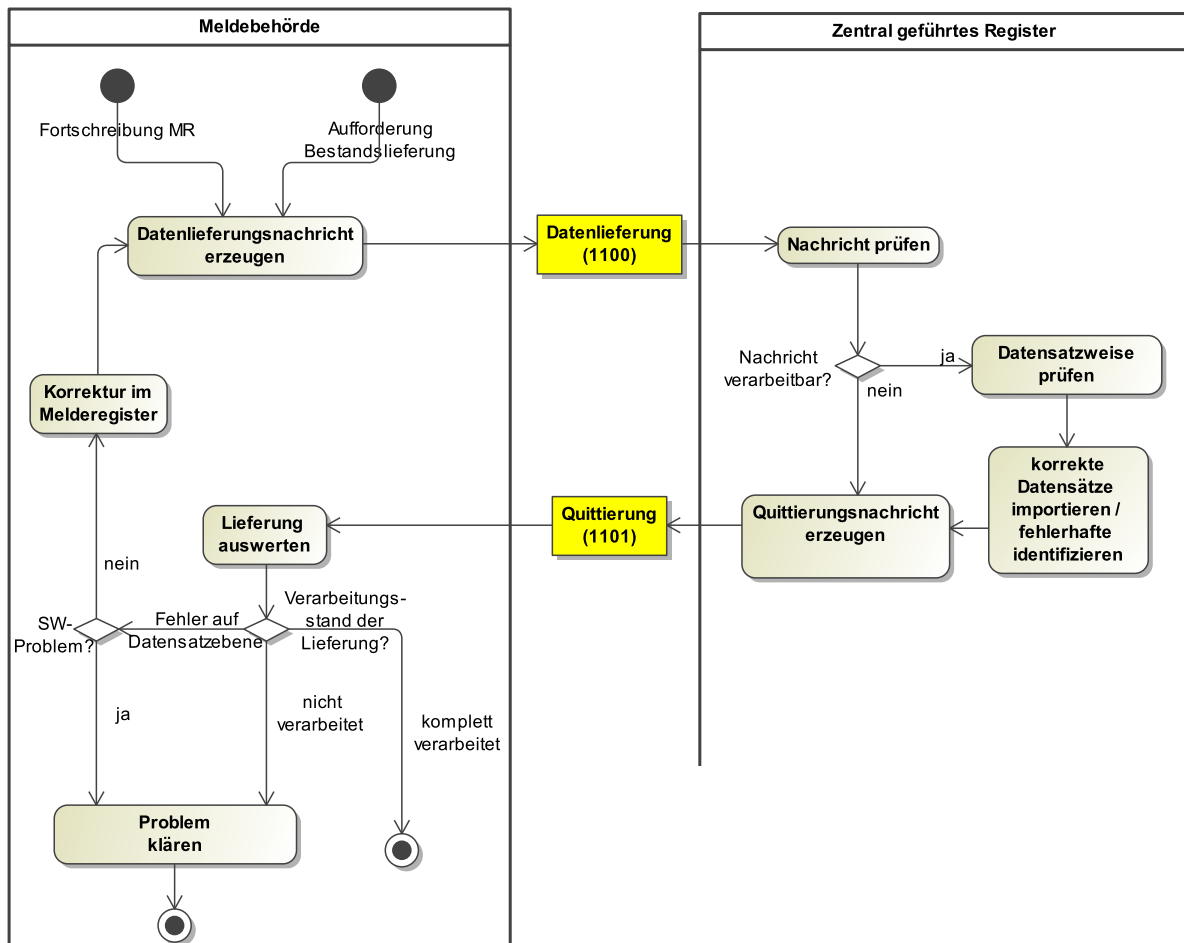 Meldebehörde
Zentral geführtes Register
Fortschreibung MR
Aufforderung
Bestandslieferung
Datenlieferungsnachricht
erzeugen
Datenlieferung
(1100)
Nachricht prüfen
Nachricht
verarbeitbar?
ja
nein
Datensatzweise
prüfen
Korrektur im
Melderegister
korrekte
Datensätze
importieren /
fehlerhafte
identifizieren
Quittierungsnachricht
erzeugen
Quittierung
(1101)
Lieferung
auswerten
nein
SW-
Problem?
Fehler auf
Datensatzebene
Verarbeitungs-
stand der
Lieferung?
ja
nicht
verarbeitet
komplett
verarbeitet
Problem
klären